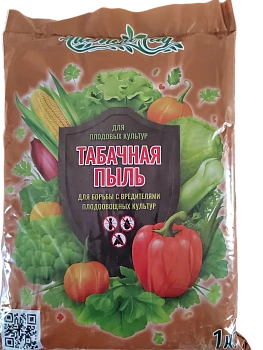 ДЛЯ
ПЛОДОВЫХ КУЛЬТУР
ТАБАЧНАЯ
ПЫЛЬ
ДЛЯ БОРЬБЫ С ВРЕДИТЕЛЯМИ
ПЛОДООВОЩНЫХ КУЛЬТУР